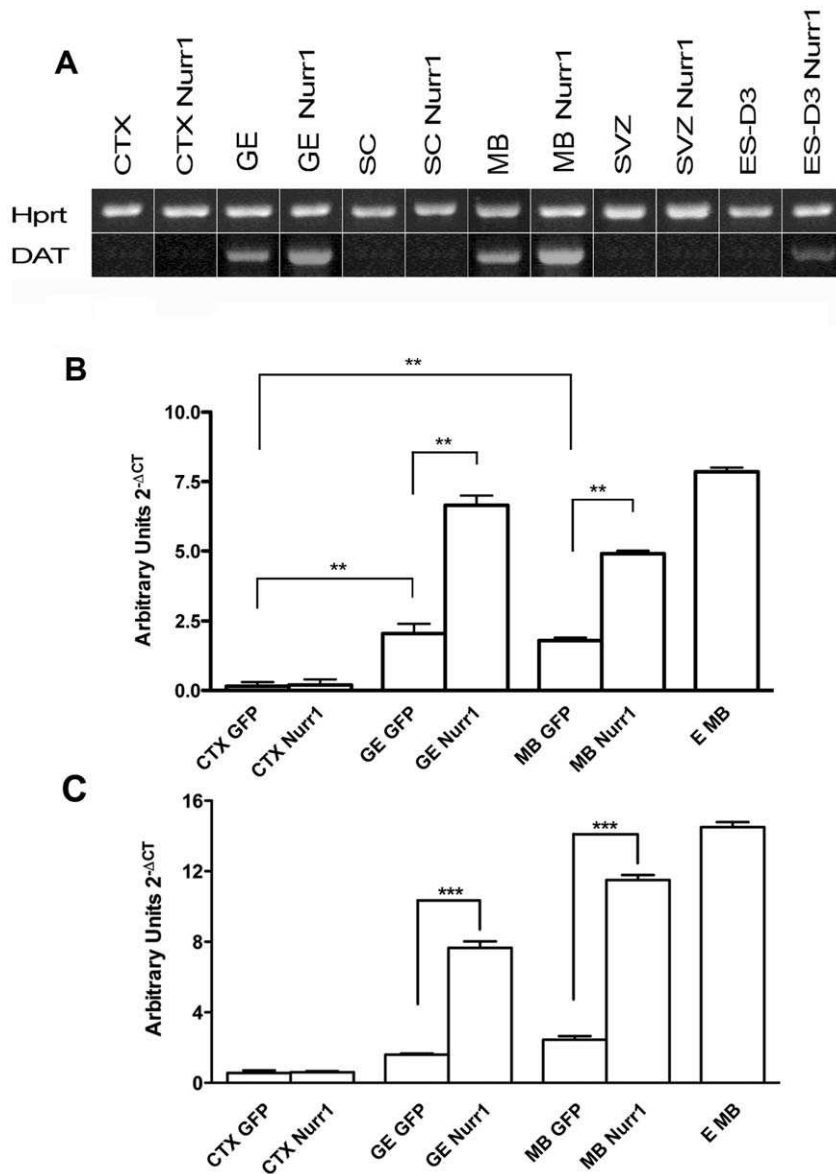 A
CTX
CTX Nurr1
GE
GE Nurr1
SC
SC Nurr1
MB
MB Nurr1
SVZ
SVZ Nurr1
ES-D3
ES-D3 Nurr1
Hprt
DAT
B
Arbitrary Units 2-ΔCT
10.0
7.5
5.0
2.5
0.0
**
**
**
**
CTX GFP
CTX Nurr1
GE GFP
GE Nurr1
MB GFP
MB Nurr1
E MB
C
Arbitrary Units 2-ΔCT
16
12
8
4
0
***
***
CTX GFP
CTX Nurr1
GE GFP
GE Nurr1
MB GFP
MB Nurr1
E MB